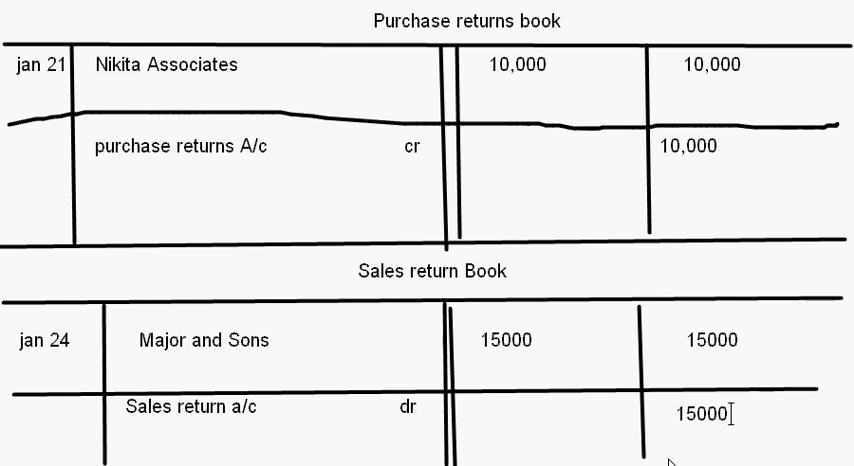 Purchase returns book
jan 21 Nikita Associates 10,000 10,000
purchase returns A/c cr 10,000
Sales return Book
jan 24 Major and Sons 15000 15000
Sales return a/c dr 15000